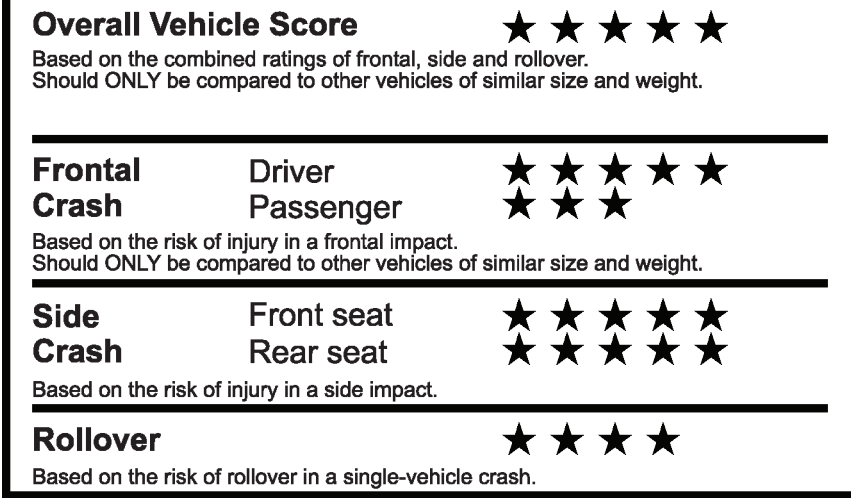 Overall Vehicle Score ★ ★ ★ ★ ★
Based on the combined ratings of frontal, side and rollover.
Should ONLY be compared to other vehicles of similar size and weight.
Frontal Driver ★ ★ ★ ★ ★
Crash Passenger ★ ★ ★
Based on the risk of injury in a frontal impact.
Should ONLY be compared to other vehicles of similar size and weight.
Side Front seat ★ ★ ★ ★ ★
Crash Rear seat ★ ★ ★ ★ ★
Based on the risk of injury in a side impact.
Rollover ★ ★ ★ ★
Based on the risk of rollover in a single-vehicle crash.